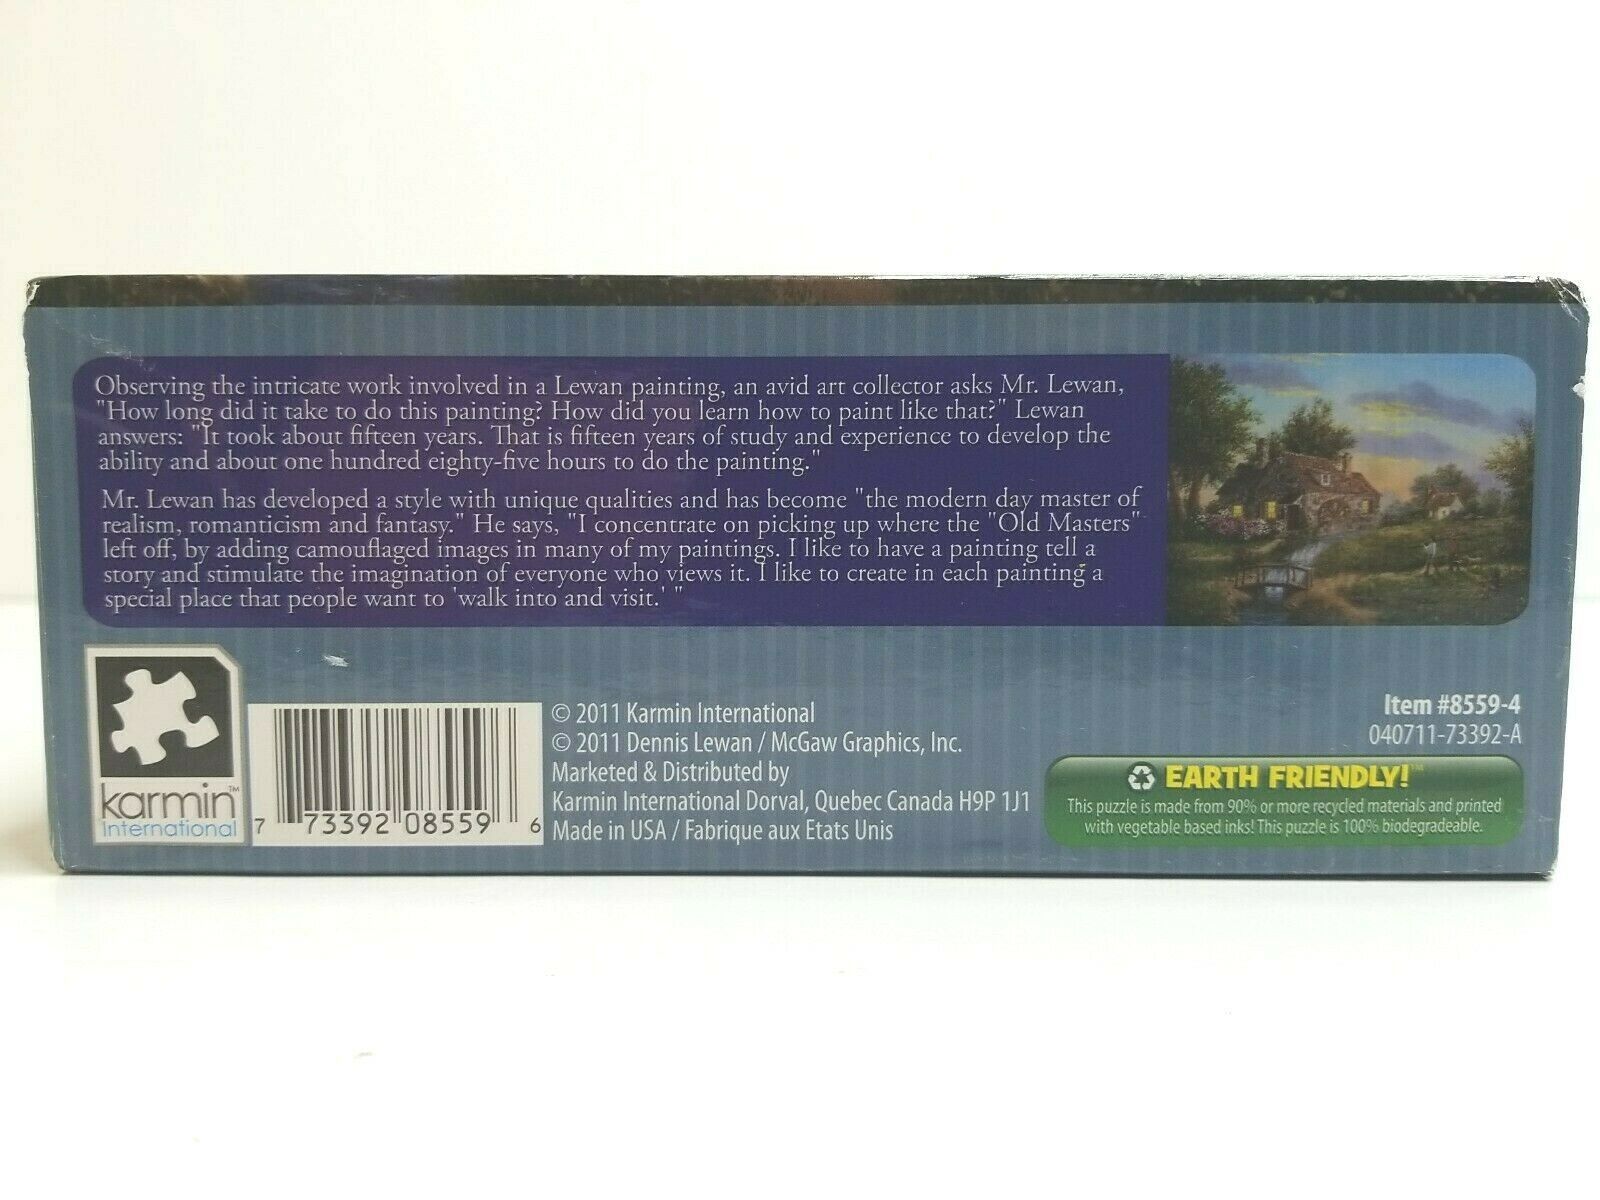 Observing the intricate work involved in a Lewan painting, an avid art collector asks Mr. Lewan,
"How long did it take to do this painting? How did you learn how to paint like that?" Lewan
answers: "It took about fifteen years. That is fifteen years of study and experience to develop the
ability and about one hundred eighty-five hours to do the painting."
Mr. Lewan has developed a style with unique qualities and has become "the modern day master of
realism, romanticism and fantasy." He says, "I concentrate on picking up where the "Old Masters"
left off, by adding camouflaged images in many of my paintings. I like to have a painting tell a
story and stimulate the imagination of everyone who views it. I like to create in each painting a
special place that people want to 'walk into and visit.' "
karmin™
International
7 73392 08559 6
© 2011 Karmin International
© 2011 Dennis Lewan / McGaw Graphics, Inc.
Marketed & Distributed by
Karmin International Dorval, Quebec Canada H9P 1J1
Made in USA / Fabrique aux Etats Unis
Item #8559-4
040711-73392-A
EARTH FRIENDLY!™
This puzzle is made from 90% or more recycled materials and printed
with vegetable based inks! This puzzle is 100% biodegradeable.